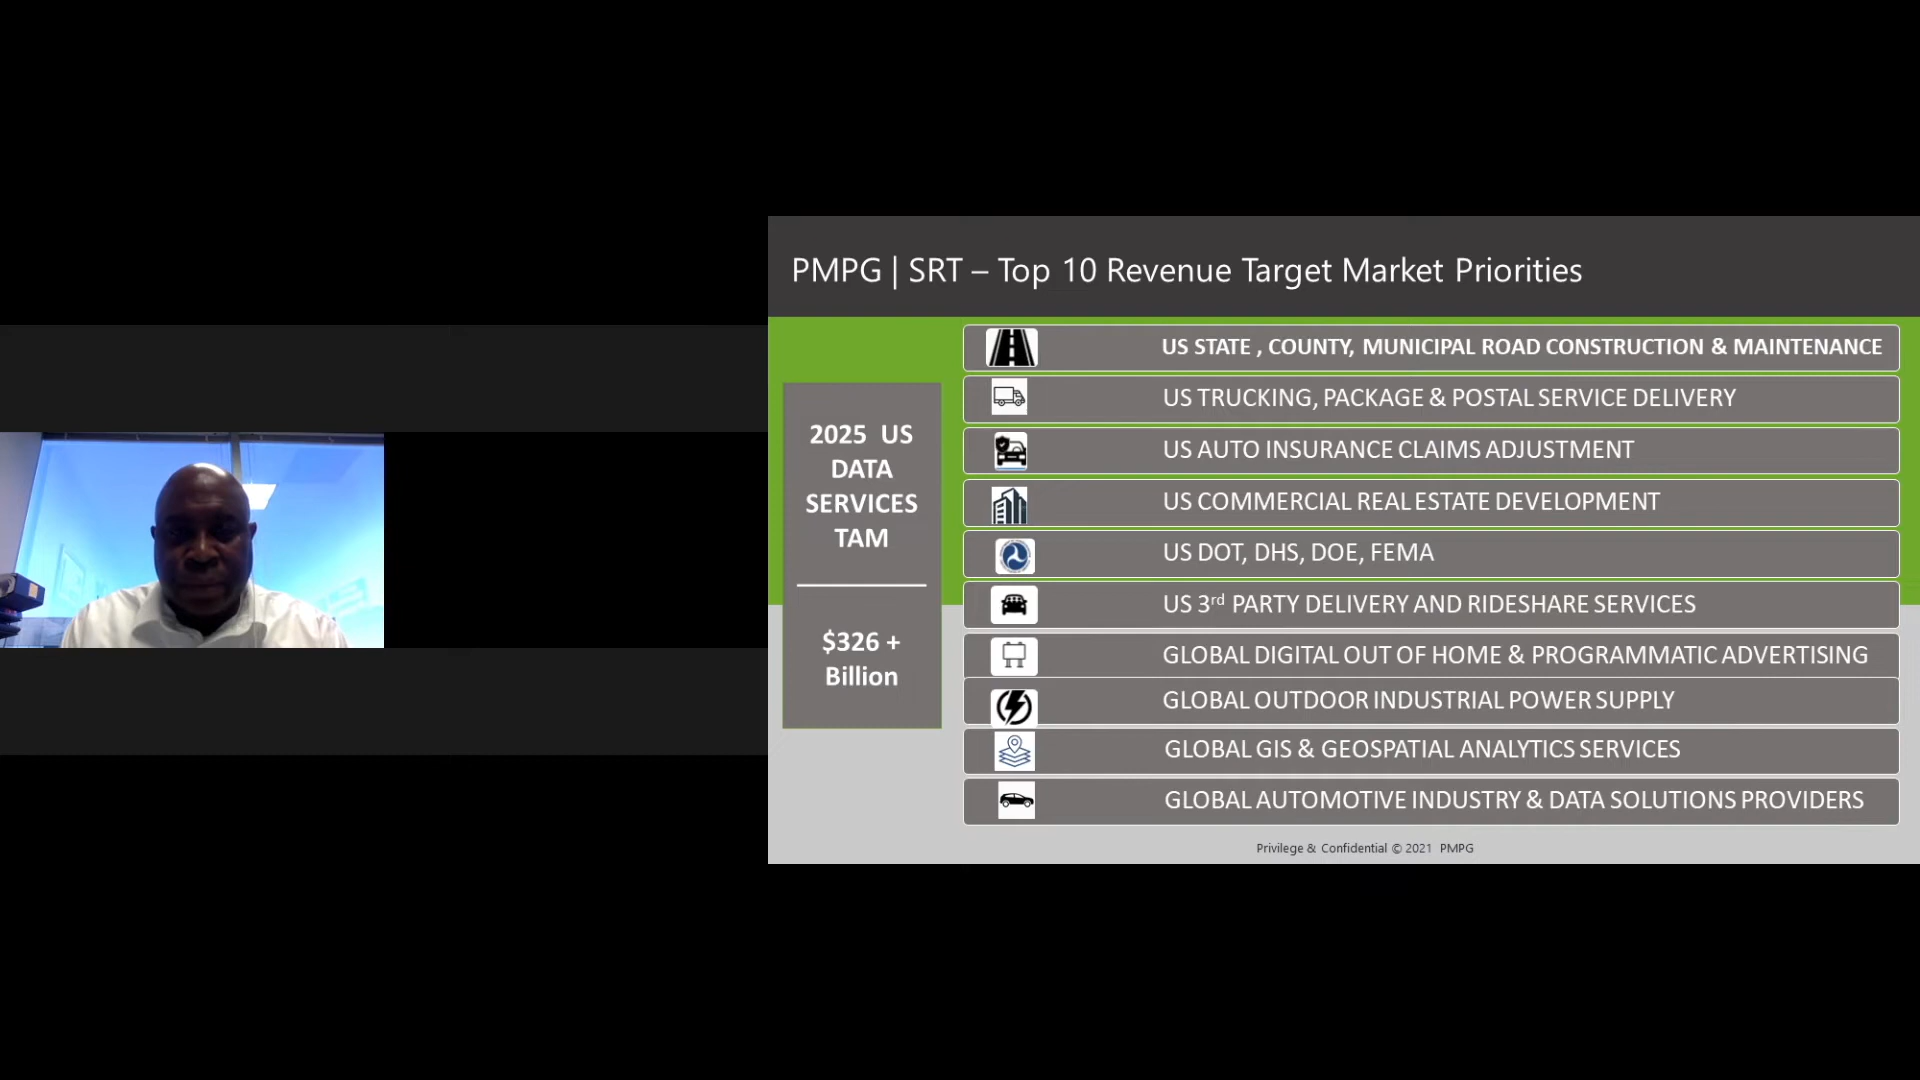 PMPG | SRT – Top 10 Revenue Target Market Priorities
2025 US
DATA
SERVICES
TAM
$326 +
Billion
US STATE , COUNTY, MUNICIPAL ROAD CONSTRUCTION & MAINTENANCE
US TRUCKING, PACKAGE & POSTAL SERVICE DELIVERY
US AUTO INSURANCE CLAIMS ADJUSTMENT
US COMMERCIAL REAL ESTATE DEVELOPMENT
US DOT, DHS, DOE, FEMA
US 3rd PARTY DELIVERY AND RIDESHARE SERVICES
GLOBAL DIGITAL OUT OF HOME & PROGRAMMATIC ADVERTISING
GLOBAL OUTDOOR INDUSTRIAL POWER SUPPLY
GLOBAL GIS & GEOSPATIAL ANALYTICS SERVICES
GLOBAL AUTOMOTIVE INDUSTRY & DATA SOLUTIONS PROVIDERS
Privilege & Confidential © 2021 PMPG